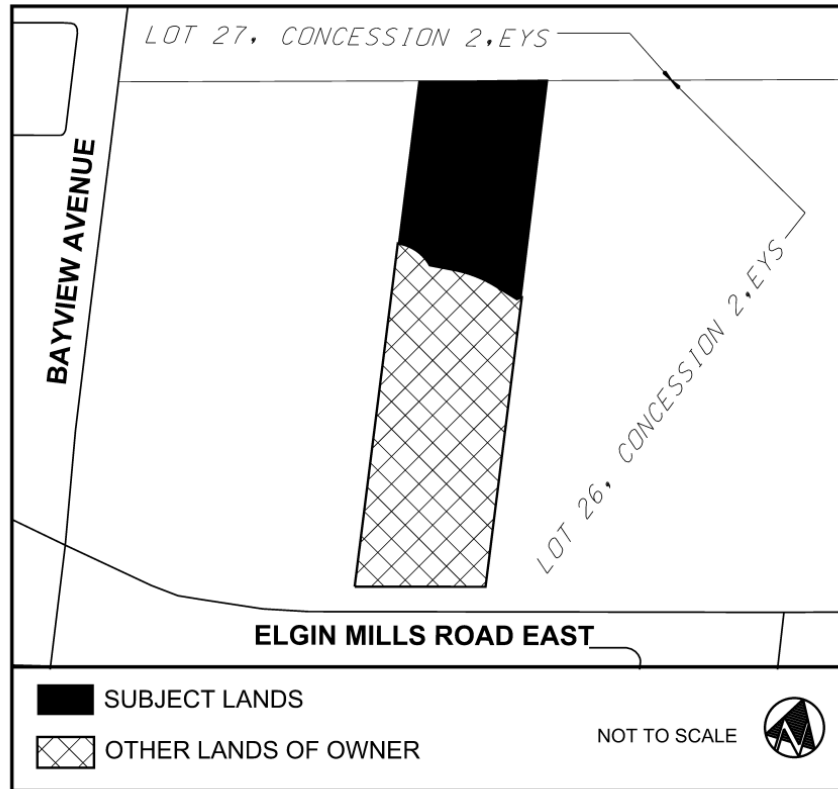 LOT 27, CONCESSION 2,EYS
BAYVIEW AVENUE
LOT 26, CONCESSION 2,EYS
ELGIN MILLS ROAD EAST
SUBJECT LANDS
OTHER LANDS OF OWNER
NOT TO SCALE